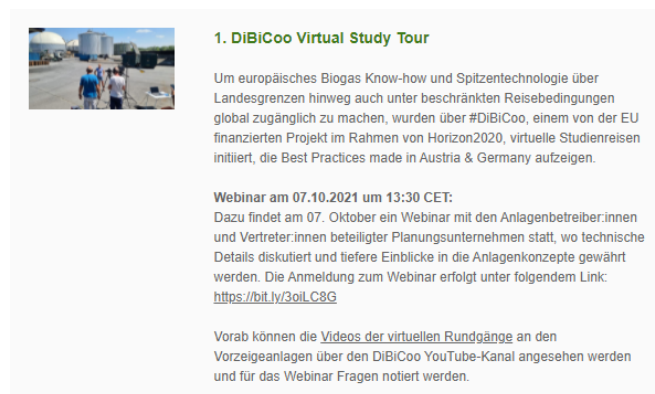 1. DiBiCoo Virtual Study Tour
Um europäisches Biogas Know-how und Spitzentechnologie über
Landesgrenzen hinweg auch unter beschränkten Reisebedingungen
global zugänglich zu machen, wurden über #DiBiCoo, einem von der EU
finanzierten Projekt im Rahmen von Horizon2020, virtuelle Studienreisen
initiiert, die Best Practices made in Austria & Germany aufzeigen.
Webinar am 07.10.2021 um 13:30 CET:
Dazu findet am 07. Oktober ein Webinar mit den Anlagenbetreiber:innen
und Vertreter:innen beteiligter Planungsunternehmen statt, wo technische
Details diskutiert und tiefere Einblicke in die Anlagenkonzepte gewährt
werden. Die Anmeldung zum Webinar erfolgt unter folgendem Link:
https://bit.ly/3oiLC8G
Vorab können die Videos der virtuellen Rundgänge an den
Vorzeigeanlagen über den DiBiCoo YouTube-Kanal angesehen werden
und für das Webinar Fragen notiert werden.